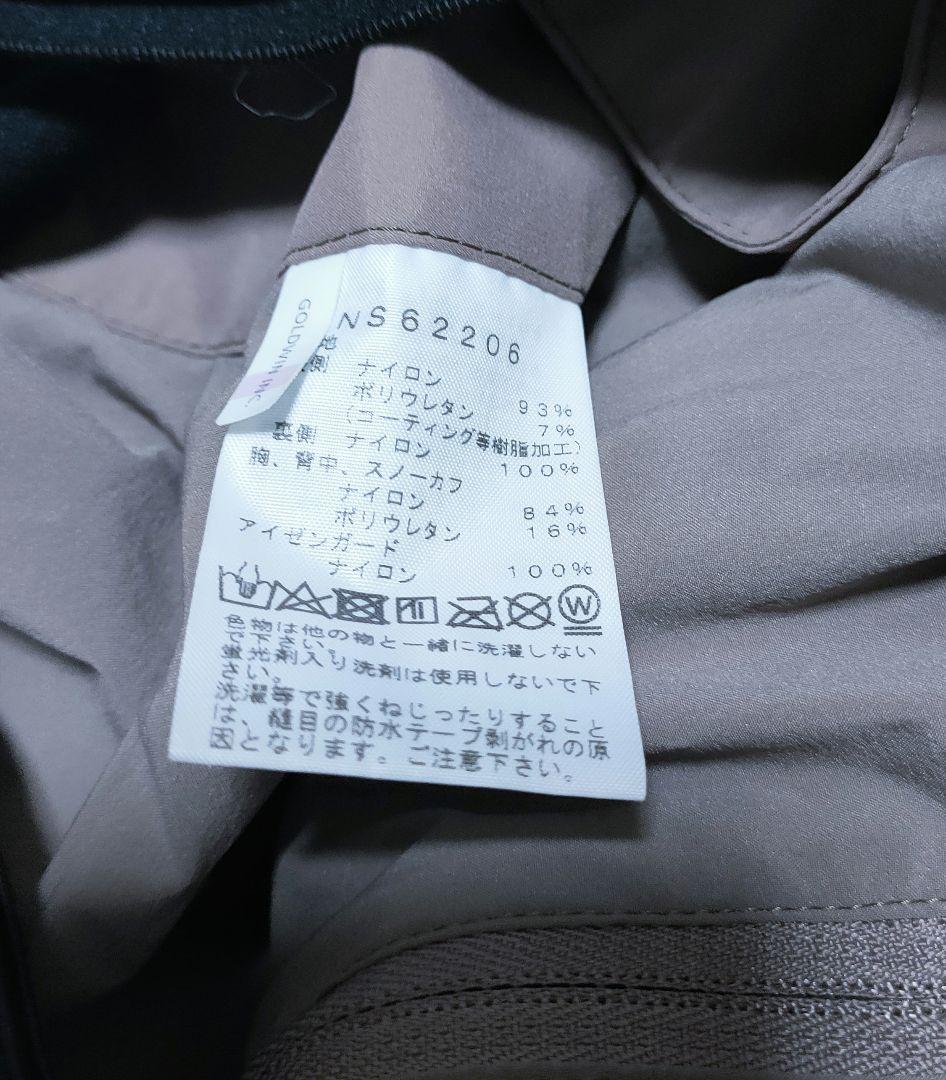 GOLDWIN INC.
NS62206
地
側 ナイロン 93%
ポリウレタン 7%
(コーティング等樹脂加工)
裏側 ナイロン 100%
胸、背中、スノーカフ
ナイロン 84%
ポリウレタン 16%
アイゼンガード
ナイロン 100%
W
色物は他の物と一緒に洗濯しない
で下さい。
蛍光剤入り洗剤は使用しないで下
さい。
洗濯等で強くねじったりすること
は、縫目の防水テープ剥がれの原
因となります。ご注意下さい。